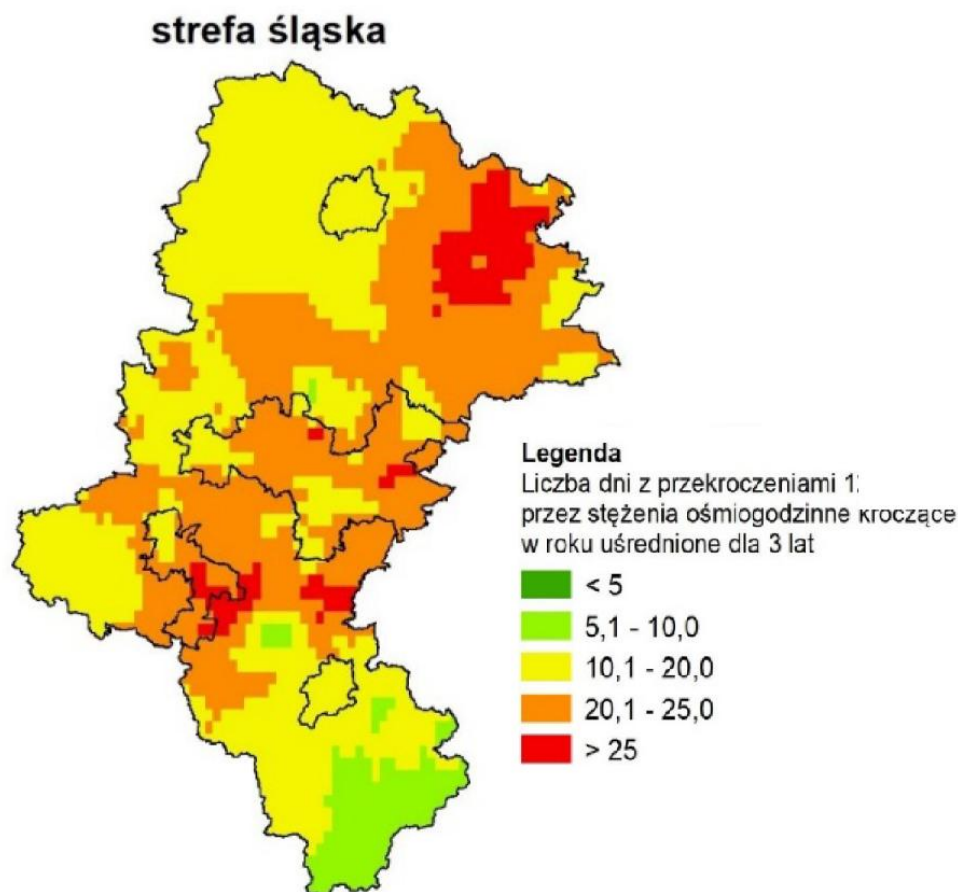 strefa śląska
Legenda
Liczba dni z przekroczeniami 1
przez stężenia ośmiogodzinne kroczące
w roku uśrednione dla 3 lat
< 5
5,1 - 10,0
10,1 - 20,0
20,1 - 25,0
> 25